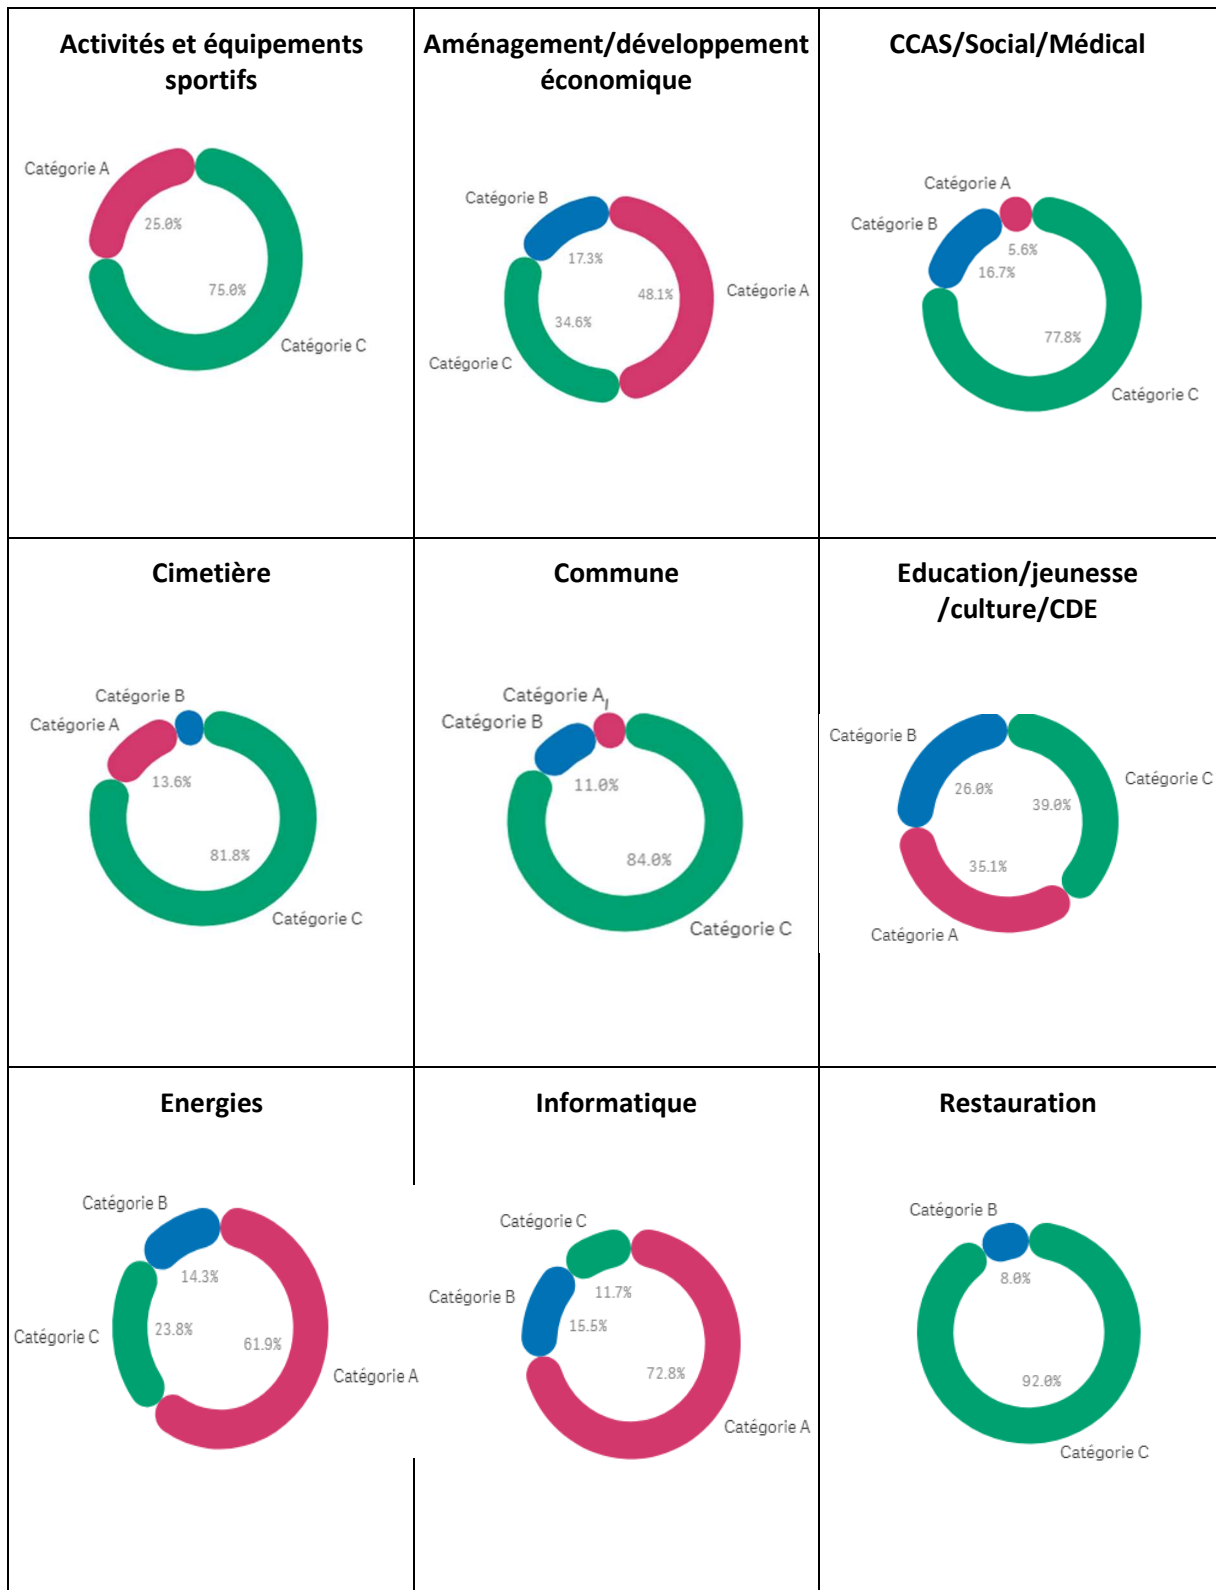 Activités et équipements
sportifs
Catégorie A
25.0%
75.0%
Catégorie C
Aménagement/développement
économique
Catégorie B
17.3%
48.1%
Catégorie A
34.6%
Catégorie C
CCAS/Social/Médical
Catégorie A
Catégorie B
5.6%
16.7%
77.8%
Catégorie C
Cimetière
Catégorie B
Catégorie A
13.6%
81.8%
Catégorie C
Commune
Catégorie A
Catégorie B
11.0%
84.0%
Catégorie C
Education/jeunesse
/culture/CDE
Catégorie B
Catégorie C
26.0%
39.0%
35.1%
Catégorie A
Energies
Catégorie B
14.3%
Catégorie C
23.8%
61.9%
Catégorie A
Informatique
Catégorie C
11.7%
Catégorie B
15.5%
72.8%
Catégorie A
Restauration
Catégorie B
8.0%
92.0%
Catégorie C